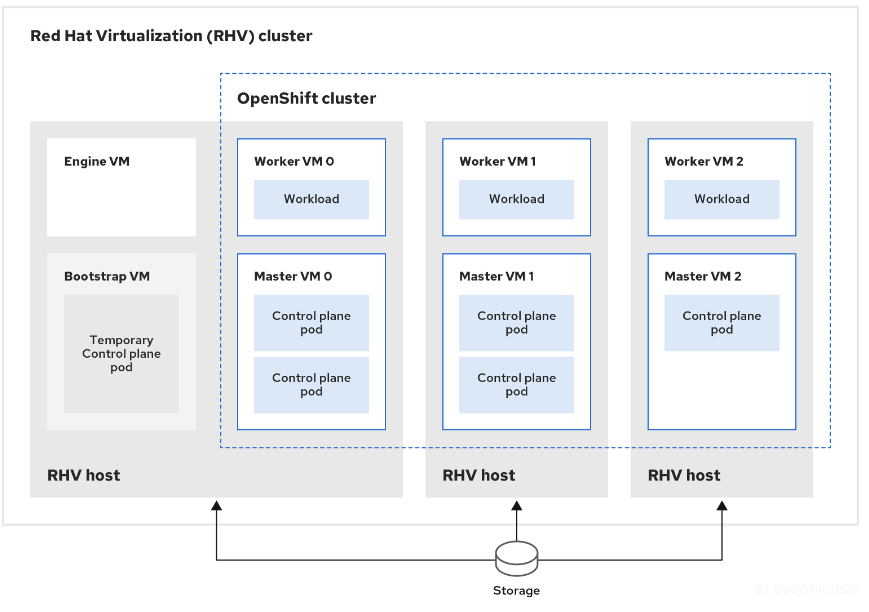 Red Hat Virtualization (RHV) cluster
OpenShift cluster
Engine VM
Worker VM 0
Workload
Worker VM 1
Workload
Worker VM 2
Workload
Bootstrap VM
Temporary
Control plane
pod
Master VM 0
Control plane
pod
Control plane
pod
Master VM 1
Control plane
pod
Control plane
pod
Master VM 2
Control plane
pod
RHV host
RHV host
RHV host
Storage
92_OpenShift_0520